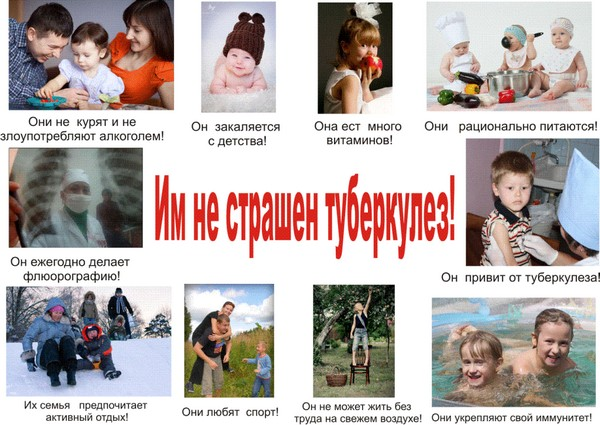 Они не курят и не
злоупотребляют алкоголем!
Он закаляется
с детства!
Она ест много
витаминов!
Они рационально питаются!
Им не страшен туберкулез!
Он ежегодно делает
флюорографию!
Он привит от туберкулеза!
Их семья предпочитает
активный отдых!
Они любят спорт!
Он не может жить без
труда на свежем воздухе!
Они укрепляют свой иммунитет!